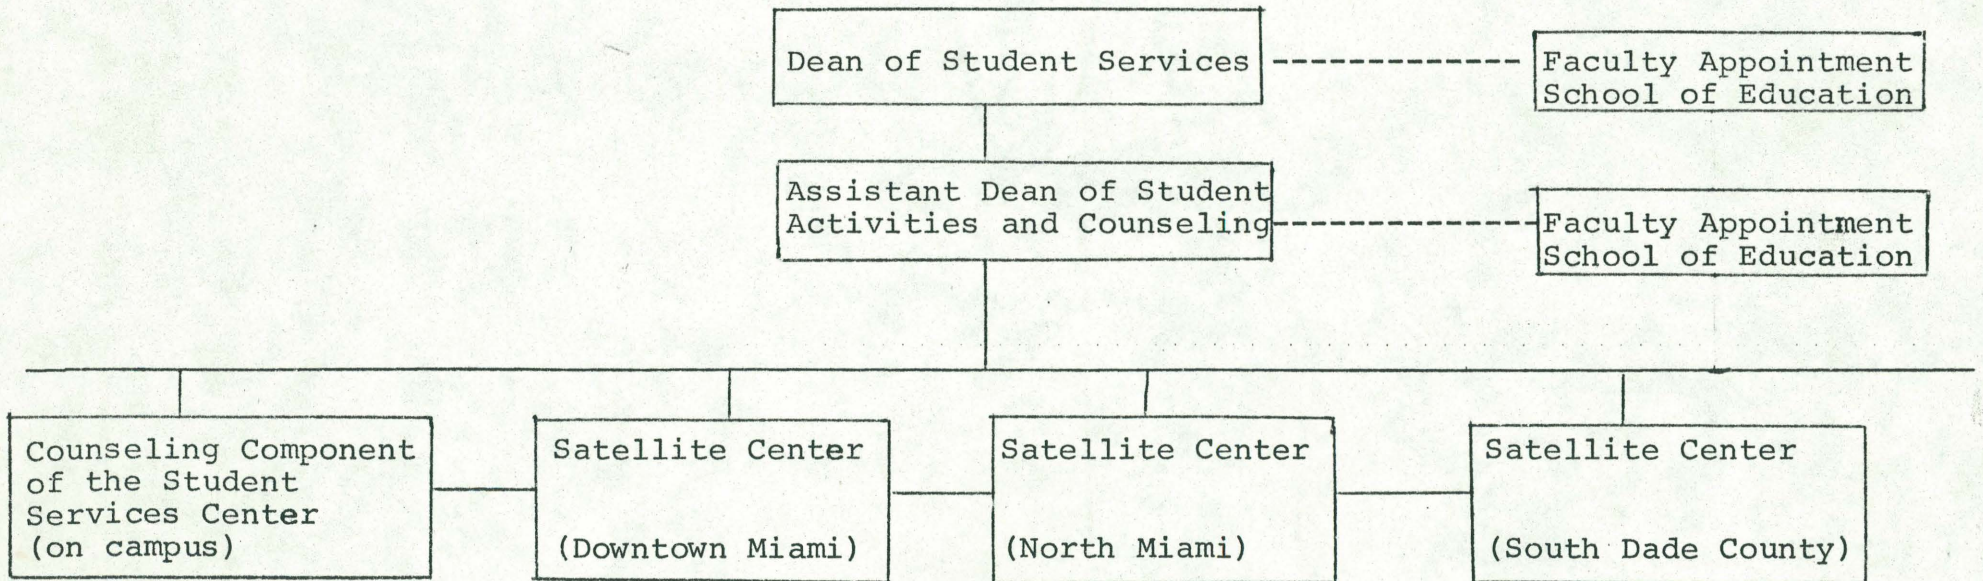 Dean of Student Services
Faculty Appointment
School of Education
Assistant Dean of Student
Activities and Counseling
Faculty Appointment
School of Education
Counseling Component
of the Student
Services Center
(on campus)
Satellite Center
(Downtown Miami)
Satellite Center
(North Miami)
Satellite Center
(South Dade County)